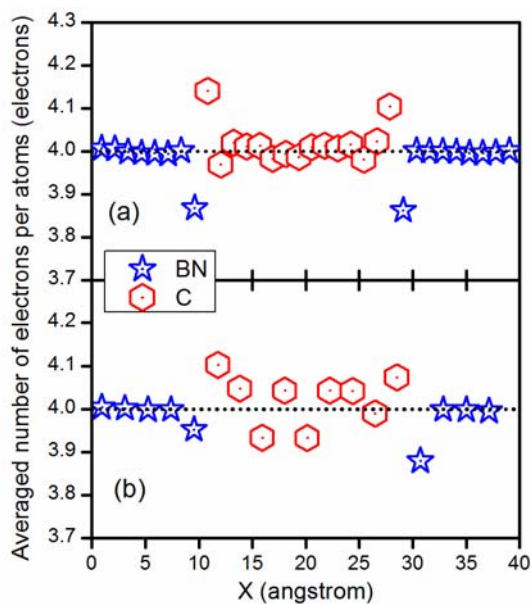 Averaged number of electrons per atoms (electrons)
4.3
4.2
4.1
4.0
3.9
3.8
3.7
(a)
BN
C
4.2
4.1
4.0
3.9
3.8
3.7
(b)
0 5 10 15 20 25 30 35 40
X (angstrom)